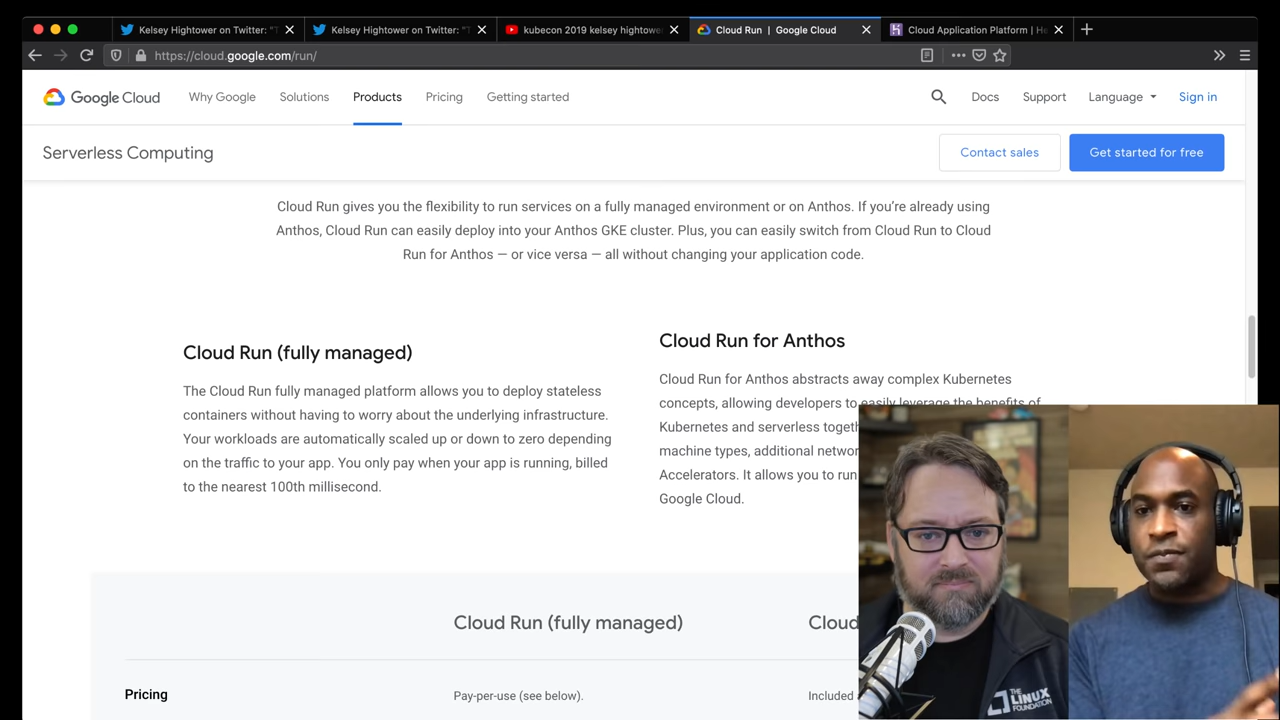 Kelsey Hightower on Twitter: "T
Kelsey Hightower on Twitter: "
kubecon 2019 kelsey hightowe
Cloud Run | Google Cloud
Cloud Application Platform | He
https://cloud.google.com/run/
Google Cloud
Why Google
Solutions
Products
Pricing
Getting started
Docs
Support
Language
Sign in
Serverless Computing
Contact sales
Get started for free
Cloud Run gives you the flexibility to run services on a fully managed environment or on Anthos. If you're already using
Anthos, Cloud Run can easily deploy into your Anthos GKE cluster. Plus, you can easily switch from Cloud Run to Cloud
Run for Anthos — or vice versa — all without changing your application code.
Cloud Run (fully managed)
The Cloud Run fully managed platform allows you to deploy stateless
containers without having to worry about the underlying infrastructure.
Your workloads are automatically scaled up or down to zero depending
on the traffic to your app. You only pay when your app is running, billed
to the nearest 100th millisecond.
Cloud Run for Anthos
Cloud Run for Anthos abstracts away complex Kubernetes
concepts, allowing developers to easily leverage the benefits of
Kubernetes and serverless togeth
machine types, additional networ
Accelerators. It allows you to run
Google Cloud.
Cloud Run (fully managed)
Cloud
Pricing
Pay-per-use (see below).
Included
THE
LINUX
FOUNDATION